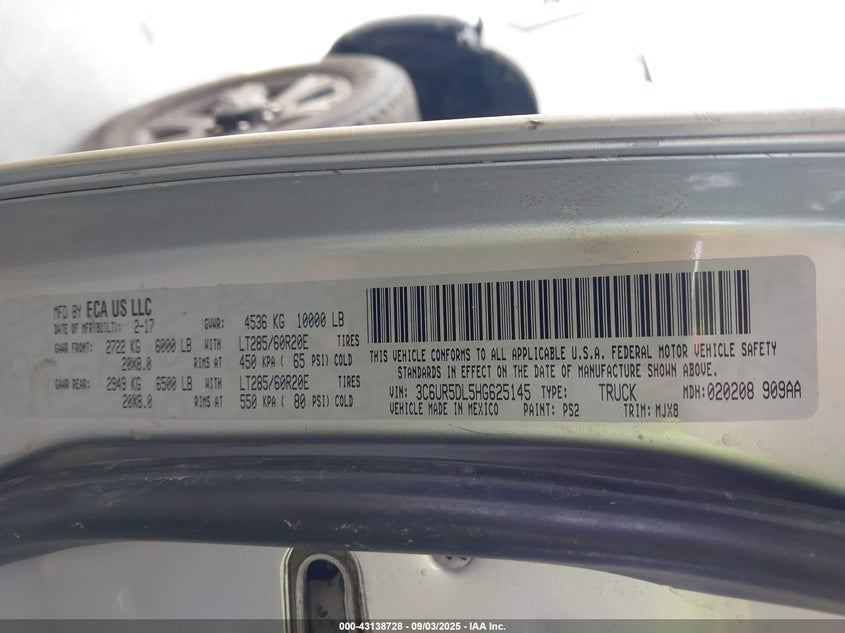 MFD BY FCA US LLC
DATE OF MFR(BUILT): 2-17 GVWR: 4536 KG 10000 LB
GAWR FRONT: 2722 KG 6000 LB WITH LT285/60R20E TIRES
20X8.0 RIMS AT 450 KPA ( 65 PSI) COLD
GAWR REAR: 2949 KG 6500 LB WITH LT285/60R20E TIRES
20X8.0 RIMS AT 550 KPA ( 80 PSI) COLD
THIS VEHICLE CONFORMS TO ALL APPLICABLE U.S.A. FEDERAL MOTOR VEHICLE SAFETY
STANDARDS IN EFFECT ON THE DATE OF MANUFACTURE SHOWN ABOVE.
VIN: 3C6UR5DL5HG625145 TYPE: TRUCK MDH:020208 909AA
VEHICLE MADE IN MEXICO PAINT: PS2 TRIM: MJX8
000-43138728 - 09/03/2025 - IAA Inc.